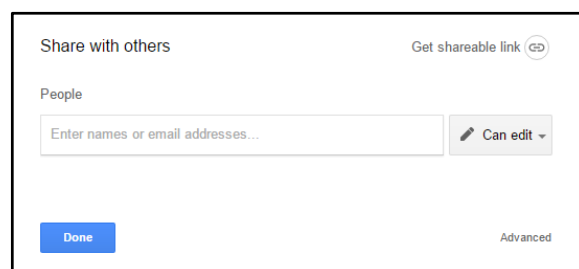 Share with others
Get shareable link
People
Enter names or email addresses...
Can edit
Done
Advanced